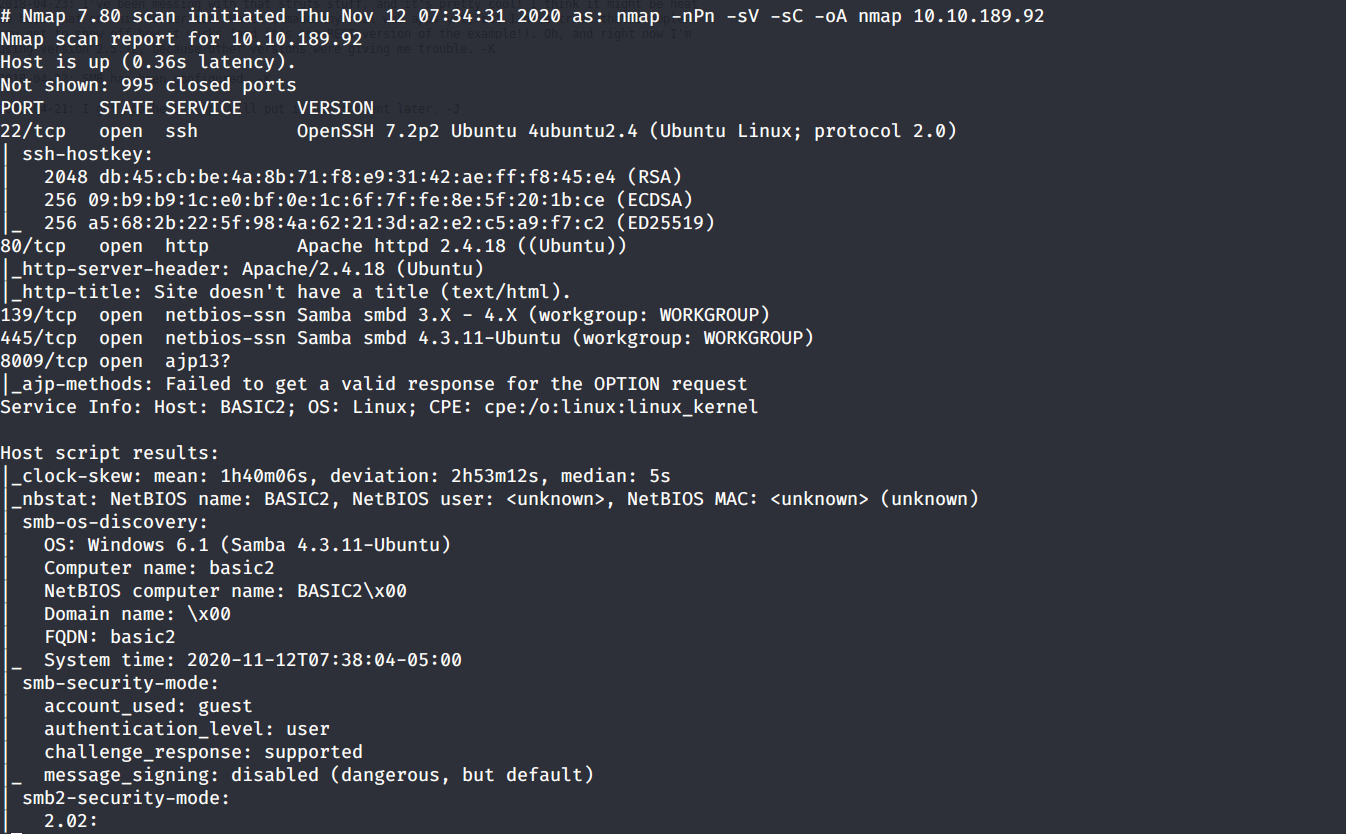 # Nmap 7.80 scan initiated Thu Nov 12 07:34:31 2020 as: nmap -nPn -sV -sC -oA nmap 10.10.189.92
Nmap scan report for 10.10.189.92
Host is up (0.36s latency).
Not shown: 995 closed ports
PORT     STATE SERVICE     VERSION
22/tcp   open  ssh         OpenSSH 7.2p2 Ubuntu 4ubuntu2.4 (Ubuntu Linux; protocol 2.0)
| ssh-hostkey:
|   2048 db:45:cb:be:4a:8b:71:f8:e9:31:42:ae:ff:f8:45:e4 (RSA)
|   256 09:b9:b9:1c:e0:bf:0e:1c:6f:7f:fe:8e:5f:20:1b:ce (ECDSA)
|_  256 a5:68:2b:22:5f:98:4a:62:21:3d:a2:e2:c5:a9:f7:c2 (ED25519)
80/tcp   open  http        Apache httpd 2.4.18 ((Ubuntu))
|_http-server-header: Apache/2.4.18 (Ubuntu)
|_http-title: Site doesn't have a title (text/html).
139/tcp  open  netbios-ssn Samba smbd 3.X - 4.X (workgroup: WORKGROUP)
445/tcp  open  netbios-ssn Samba smbd 4.3.11-Ubuntu (workgroup: WORKGROUP)
8009/tcp open  ajp13?
|_ajp-methods: Failed to get a valid response for the OPTION request
Service Info: Host: BASIC2; OS: Linux; CPE: cpe:/o:linux:linux_kernel

Host script results:
|_clock-skew: mean: 1h40m06s, deviation: 2h53m12s, median: 5s
|_nbstat: NetBIOS name: BASIC2, NetBIOS user: <unknown>, NetBIOS MAC: <unknown> (unknown)
| smb-os-discovery:
|   OS: Windows 6.1 (Samba 4.3.11-Ubuntu)
|   Computer name: basic2
|   NetBIOS computer name: BASIC2\x00
|   Domain name: \x00
|   FQDN: basic2
|_  System time: 2020-11-12T07:38:04-05:00
| smb-security-mode:
|   account_used: guest
|   authentication_level: user
|   challenge_response: supported
|_  message_signing: disabled (dangerous, but default)
| smb2-security-mode:
|   2.02: